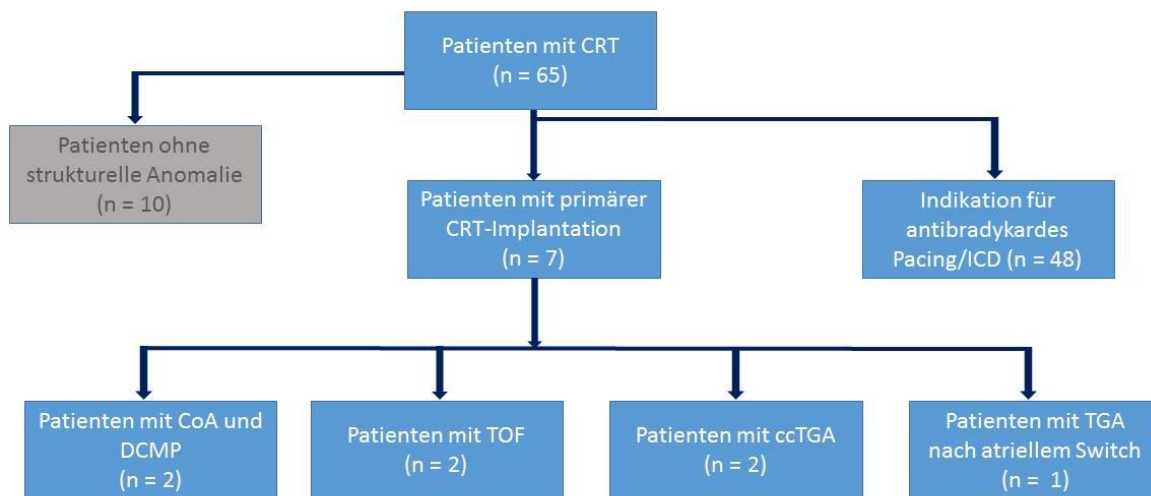 Patienten mit CRT
(n = 65)
Patienten ohne
strukturelle Anomalie
(n = 10)
Patienten mit primärer
CRT-Implantation
(n = 7)
Indikation für
antibradykardes
Pacing/ICD (n = 48)
Patienten mit CoA und
DCMP
(n = 2)
Patienten mit TOF
(n = 2)
Patienten mit ccTGA
(n = 2)
Patienten mit TGA
nach atriellem Switch
(n =  1)